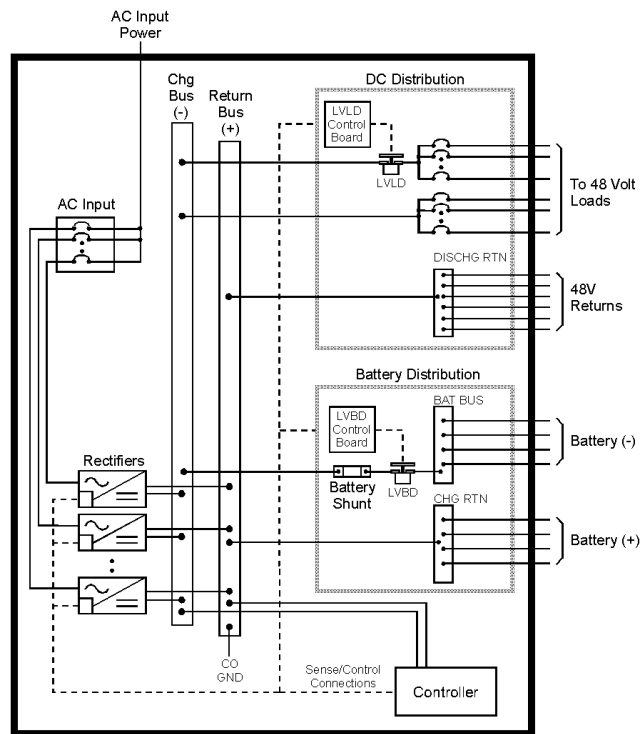 AC Input
Power
Chg
Bus
(-)
Return
Bus
(+)
DC Distribution
LVLD
Control
Board
LVLD
To 48 Volt
Loads
AC Input
DISCHG RTN
48V
Returns
Battery Distribution
BAT BUS
LVBD
Control
Board
Battery (-)
Rectifiers
Battery
Shunt
LVBD
CHG RTN
Battery (+)
CO
GND
Sense/Control
Connections
Controller